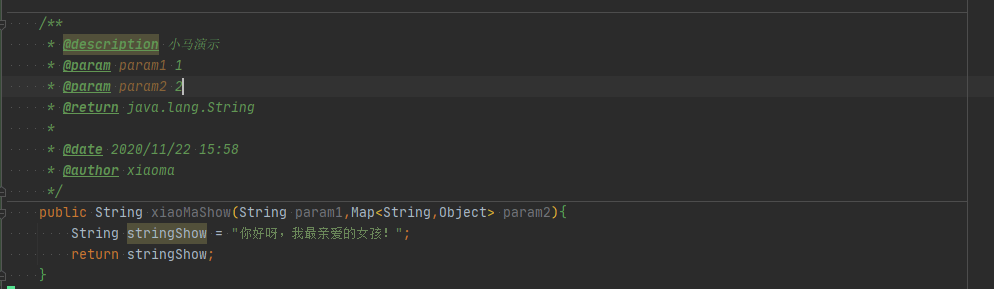 /**
* @description 小马演示
* @param param1 1
* @param param2 2
* @return java.lang.String
*
* @date 2020/11/22 15:58
* @author xiaoma
*/
public String xiaoMaShow(String param1,Map<String,Object> param2){
String stringShow = "你好呀，我最亲爱的女孩! ";
return stringShow;
}